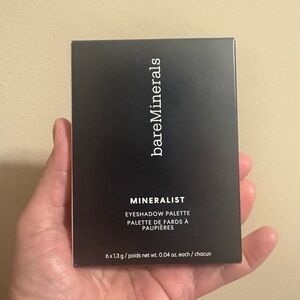 bareMinerals
MINERALIST
EYESHADOW PALETTE
PALETTE DE FARDS À
PAUPIÈRES
6 x 1.3 g / poids net wt. 0.04 oz. each / chacun